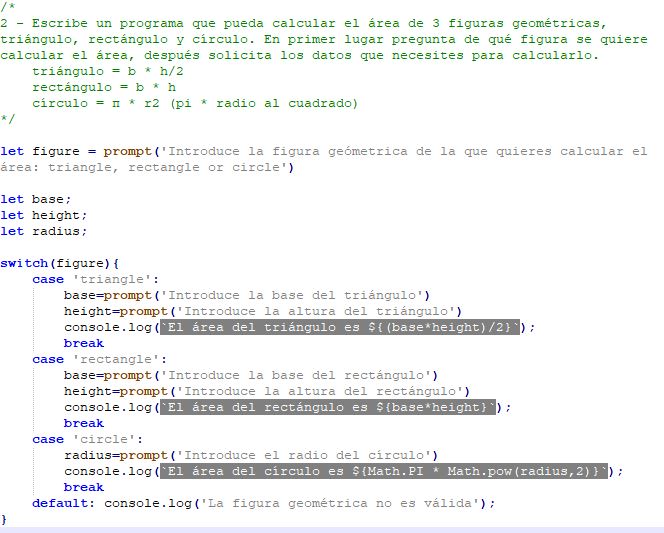 /*
2 - Escribe un programa que pueda calcular el área de 3 figuras geométricas,
triángulo, rectángulo y círculo. En primer lugar pregunta de qué figura se quiere
calcular el área, después solicita los datos que necesites para calcularlo.
    triángulo = b * h/2
    rectángulo = b * h
    círculo = π * r2 (pi * radio al cuadrado)
*/

let figure = prompt('Introduce la figura geómetrica de la que quieres calcular el
área: triangle, rectangle or circle')

let base;
let height;
let radius;

switch(figure){
    case 'triangle':
        base=prompt('Introduce la base del triángulo')
        height=prompt('Introduce la altura del triángulo')
        console.log(`El área del triángulo es ${(base*height)/2}`);
        break
    case 'rectangle':
        base=prompt('Introduce la base del rectángulo')
        height=prompt('Introduce la altura del rectángulo')
        console.log(`El área del rectángulo es ${base*height}`);
        break
    case 'circle':
        radius=prompt('Introduce el radio del círculo')
        console.log(`El área del círculo es ${Math.PI * Math.pow(radius,2)}`);
        break
    default: console.log('La figura geométrica no es válida');
}